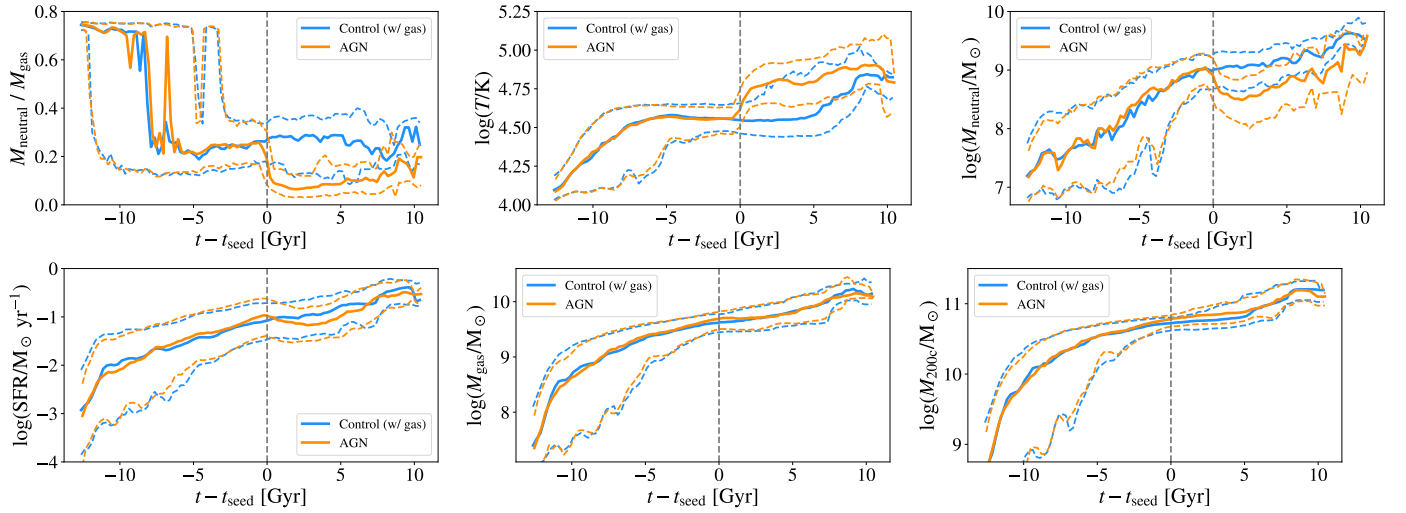 M_neutral / M_gas
0.8
0.6
0.4
0.2
0.0
Control (w/ gas)
AGN
−10
−5
0
5
10
t − t_seed [Gyr]
log(T/K)
5.25
5.00
4.75
4.50
4.25
4.00
Control (w/ gas)
AGN
−10
−5
0
5
10
t − t_seed [Gyr]
log(M_neutral/M⊙)
10
9
8
7
Control (w/ gas)
AGN
−10
−5
0
5
10
t − t_seed [Gyr]
log(SFR/M⊙ yr⁻¹)
0
−1
−2
−3
−4
Control (w/ gas)
AGN
−10
−5
0
5
10
t − t_seed [Gyr]
log(M_gas/M⊙)
10
9
8
Control (w/ gas)
AGN
−10
−5
0
5
10
t − t_seed [Gyr]
log(M_200c/M⊙)
11
10
9
Control (w/ gas)
AGN
−10
−5
0
5
10
t − t_seed [Gyr]